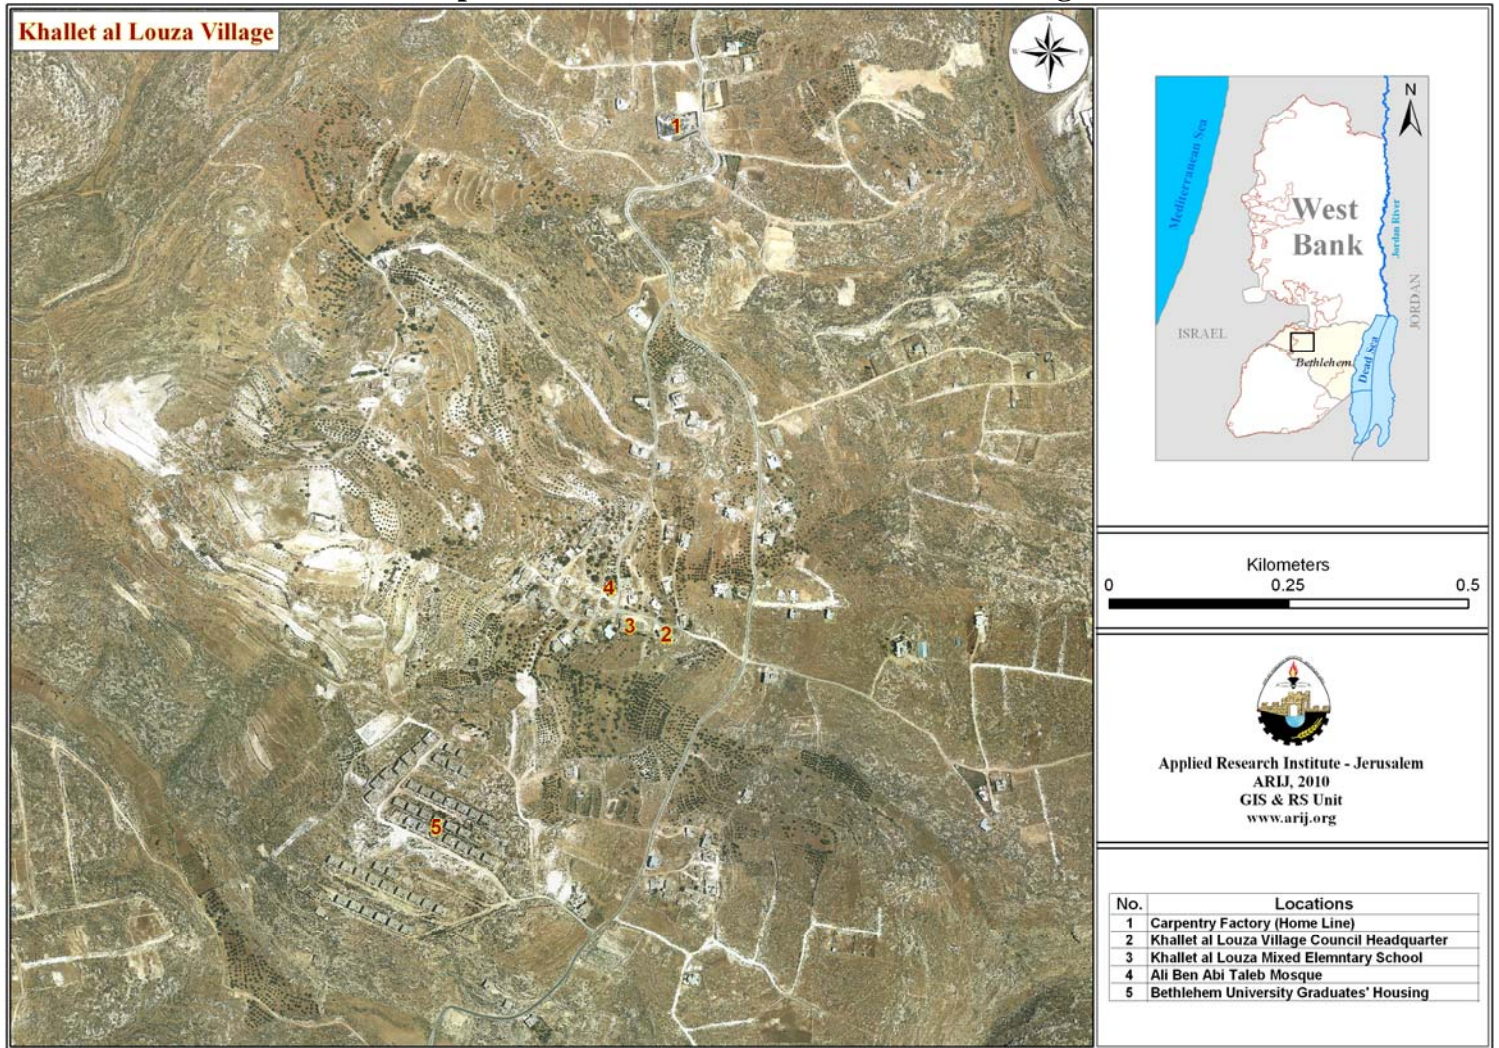 Khallet al Louza Village
N
W
E
S
1
4
3
2
5
N
Mediterranean Sea
West
Bank
Jordan River
JORDAN
ISRAEL
Bethlehem
Dead Sea
Kilometers
0 0.25 0.5
Applied Research Institute - Jerusalem
ARIJ, 2010
GIS & RS Unit
www.arij.org
No. Locations
1 Carpentry Factory (Home Line)
2 Khallet al Louza Village Council Headquarter
3 Khallet al Louza Mixed Elemntary School
4 Ali Ben Abi Taleb Mosque
5 Bethlehem University Graduates' Housing